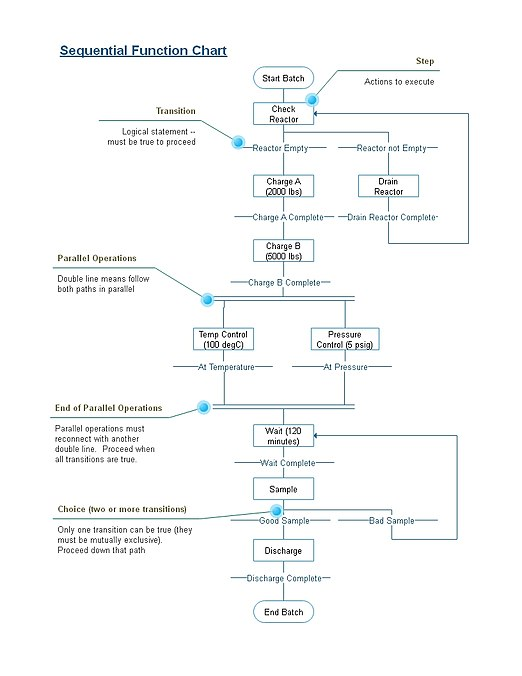 Sequential Function Chart
Step
Start Batch
Actions to execute
Check
Reactor
Transition
Logical statement --
must be true to proceed
Reactor Empty
Reactor not Empty
Charge A
(2000 lbs)
Drain
Reactor
Charge A Complete
Drain Reactor Complete
Charge B
(5000 lbs)
Parallel Operations
Double line means follow
both paths in parallel
Charge B Complete
Temp Control
(100 degC)
Pressure
Control (5 psig)
At Temperature
At Pressure
End of Parallel Operations
Parallel operations must
reconnect with another
double line. Proceed when
all transitions are true.
Wait (120
minutes)
Wait Complete
Sample
Choice (two or more transitions)
Only one transition can be true (they
must be mutually exclusive).
Proceed down that path
Good Sample
Bad Sample
Discharge
Discharge Complete
End Batch